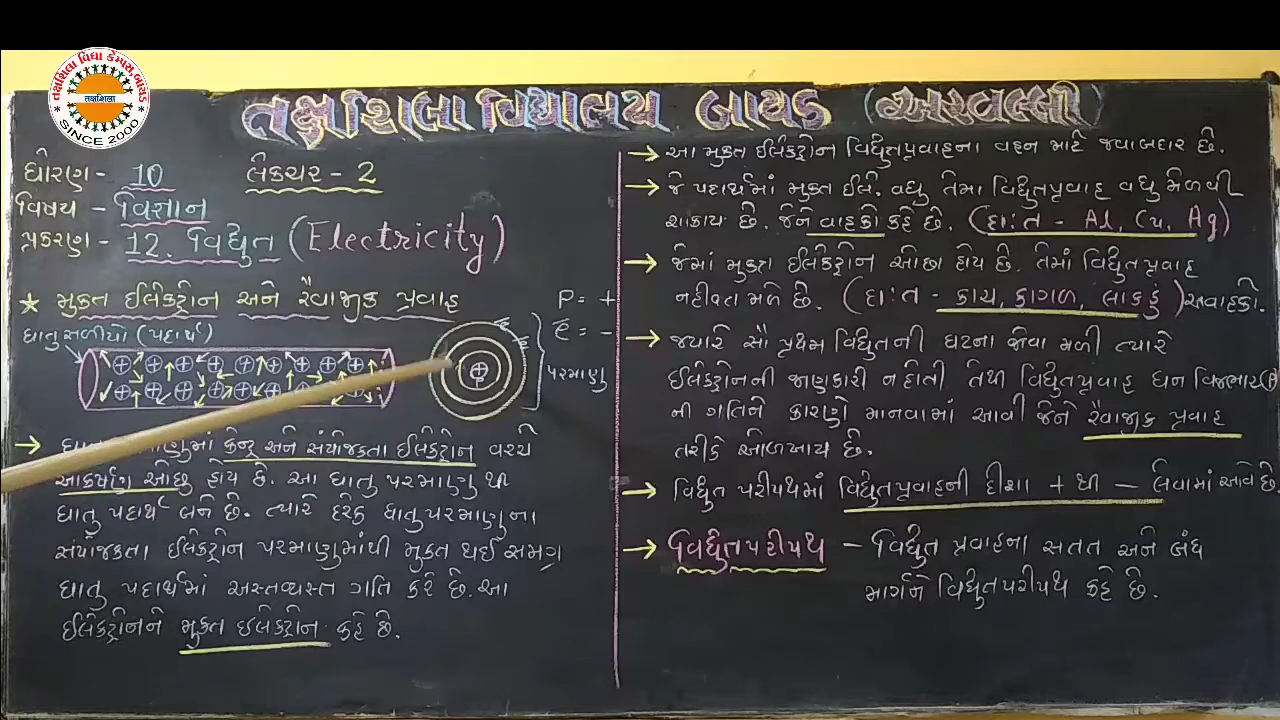 તક્ષશિલા વિદ્યા કેમ્પસ, બાયડ
તક્ષશિલા
SINCE 2000
તક્ષશિલા વિદ્યાલય બાયડ (અરવલ્લી)
ધોરણ - 10 લેક્ચર - 2
વિષય - વિજ્ઞાન
પ્રકરણ - 12. વિદ્યુત (Electricity)
★ મુક્ત ઈલેક્ટ્રોન અને રૈવાજીક પ્રવાહ
ધાતુ સળીયો (પદાર્થ)
P = +
e̅ = -
પરમાણુ
→ માં કેન્દ્ર અને સંયોજકતા ઈલેક્ટ્રોન વચ્ચે
આકર્ષણ ઓછુ હોય છે. આ ધાતુ પરમાણુ થી
ધાતુ પદાર્થ બને છે. ત્યારે દરેક ધાતુપરમાણુના
સંયોજકતા ઈલેક્ટ્રોન પરમાણુમાંથી મુક્ત થઈ સમગ્ર
ધાતુ પદાર્થમાં અસ્તવ્યસ્ત ગતિ કરે છે. આ
ઈલેક્ટ્રોનને મુક્ત ઈલેક્ટ્રોન કહે છે.
→ આ મુક્ત ઈલેક્ટ્રોન વિદ્યુતપ્રવાહના વહન માટે જવાબદાર છે.
→ જે પદાર્થમાં મુક્ત ઈલે. વધુ તેમા વિદ્યુતપ્રવાહ વધુ મેળવી
શકાય છે. જેને વાહકો કહે છે. (દા:ત - Al, Cu, Ag)
→ જેમાં મુક્ત ઈલેક્ટ્રોન ઓછા હોય છે. તેમાં વિદ્યુતપ્રવાહ
નહીવત મળે છે. (દા:ત - કાચ, કાગળ, લાકડું) અવાહકો.
→ જ્યારે સૌ પ્રથમ વિદ્યુતની ઘટના જોવા મળી ત્યારે
ઈલેક્ટ્રોનની જાણકારી નહોતી તેથી વિદ્યુતપ્રવાહ ધન વિજભાર(P)
ની ગતિને કારણે માનવામાં આવી જેને રૈવાજીક પ્રવાહ
તરીકે ઓળખાય છે.
→ વિદ્યુત પરીપથમાં વિદ્યુતપ્રવાહની દીશા + થી — લેવામાં આવે છે.
→ વિદ્યુતપરીપથ - વિદ્યુત પ્રવાહના સતત અને બંધ
માર્ગને વિદ્યુતપરીપથ કહે છે.